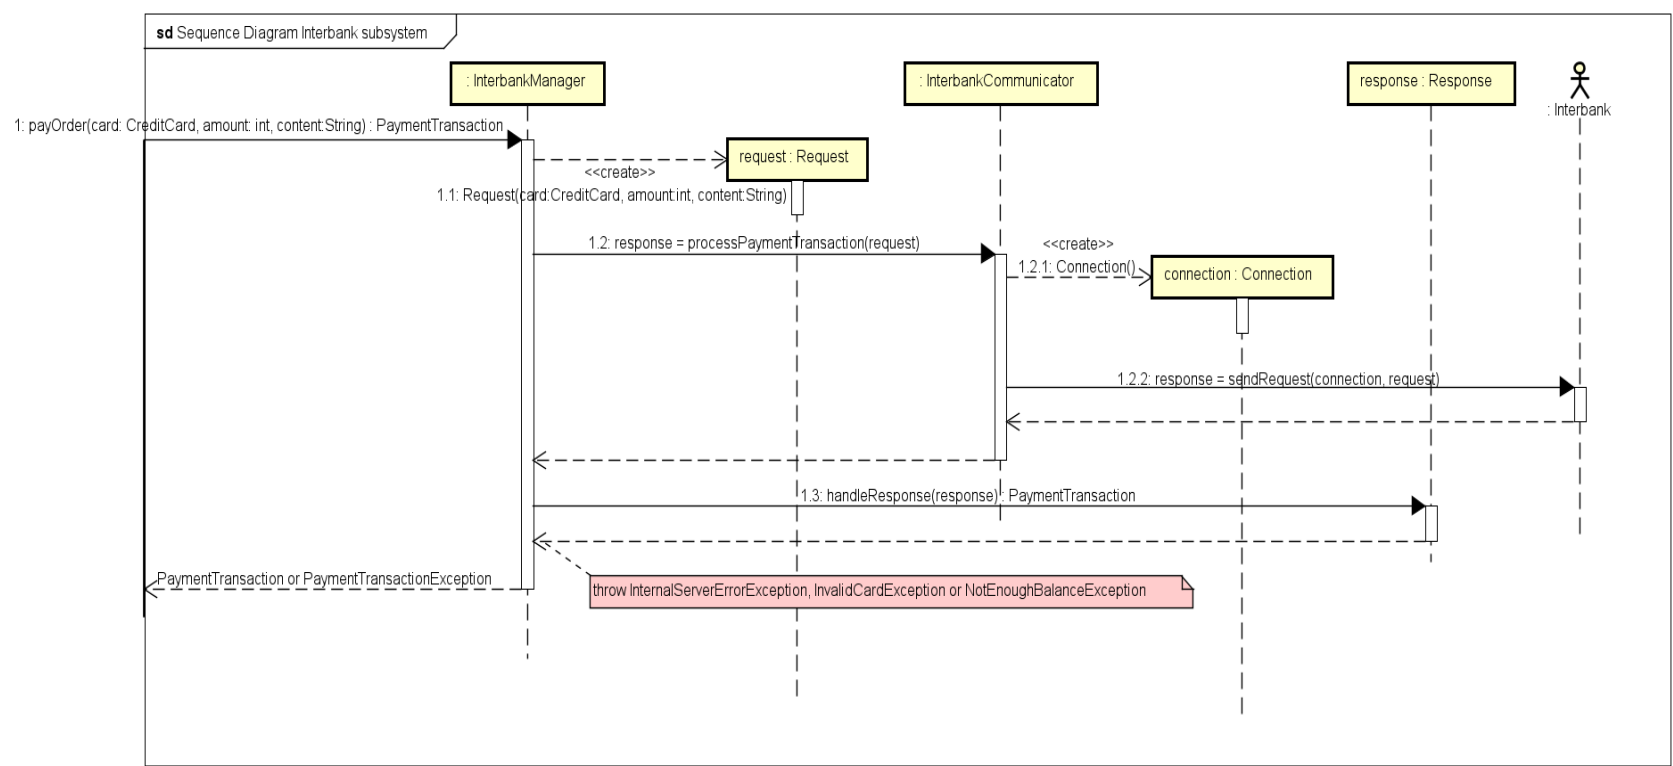 sd Sequence Diagram Interbank subsystem
: InterbankManager
: InterbankCommunicator
response : Response
: Interbank
1: payOrder(card: CreditCard, amount: int, content:String) : PaymentTransaction
request : Request
<<create>>
1.1: Request(card:CreditCard, amount:int, content:String)
1.2: response = processPaymentTransaction(request)
<<create>>
1.2.1: Connection()
connection : Connection
1.2.2: response = sendRequest(connection, request)
1.3: handleResponse(response) : PaymentTransaction
PaymentTransaction or PaymentTransactionException
throw InternalServerErrorException, InvalidCardException or NotEnoughBalanceException